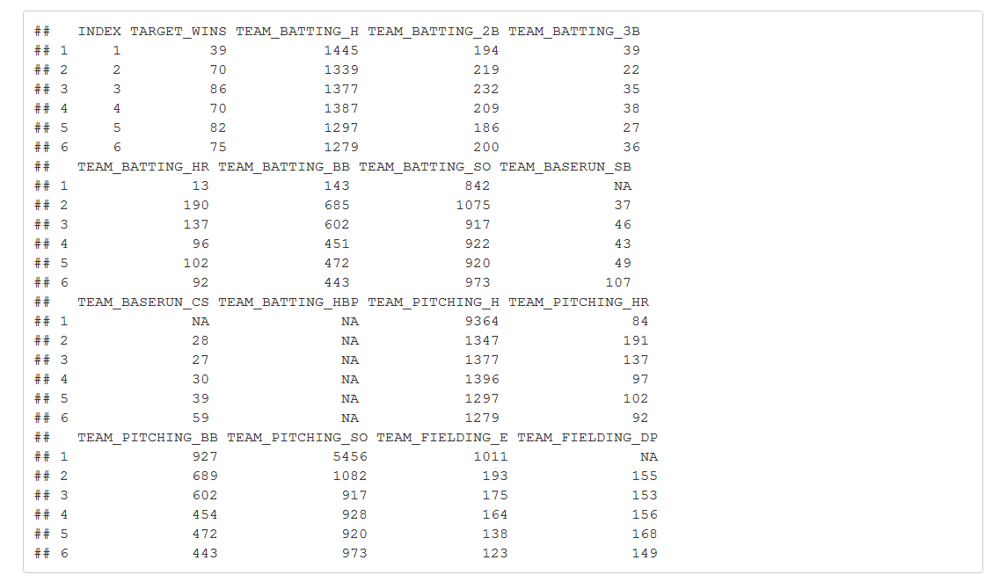 ##   INDEX TARGET_WINS TEAM_BATTING_H TEAM_BATTING_2B TEAM_BATTING_3B
## 1     1          39           1445             194              39
## 2     2          70           1339             219              22
## 3     3          86           1377             232              35
## 4     4          70           1387             209              38
## 5     5          82           1297             186              27
## 6     6          75           1279             200              36
##   TEAM_BATTING_HR TEAM_BATTING_BB TEAM_BATTING_SO TEAM_BASERUN_SB
## 1              13             143             842              NA
## 2             190             685            1075              37
## 3             137             602             917              46
## 4              96             451             922              43
## 5             102             472             920              49
## 6              92             443             973             107
##   TEAM_BASERUN_CS TEAM_BATTING_HBP TEAM_PITCHING_H TEAM_PITCHING_HR
## 1              NA               NA            9364               84
## 2              28               NA            1347              191
## 3              27               NA            1377              137
## 4              30               NA            1396               97
## 5              39               NA            1297              102
## 6              59               NA            1279               92
##   TEAM_PITCHING_BB TEAM_PITCHING_SO TEAM_FIELDING_E TEAM_FIELDING_DP
## 1              927             5456            1011               NA
## 2              689             1082             193              155
## 3              602              917             175              153
## 4              454              928             164              156
## 5              472              920             138              168
## 6              443              973             123              149